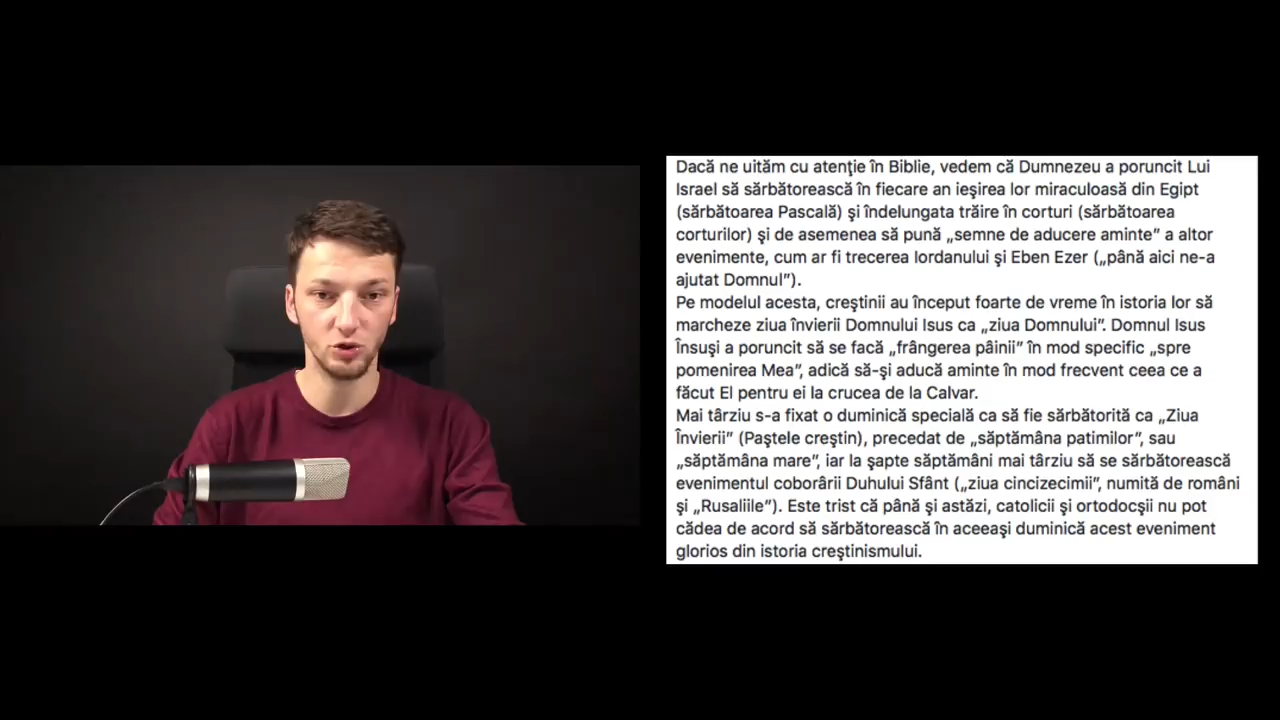 Dacă ne uităm cu atenţie în Biblie, vedem că Dumnezeu a poruncit Lui
Israel să sărbătorească în fiecare an ieşirea lor miraculoasă din Egipt
(sărbătoarea Pascală) şi îndelungata trăire în corturi (sărbătoarea
corturilor) şi de asemenea să pună „semne de aducere aminte” a altor
evenimente, cum ar fi trecerea Iordanului şi Eben Ezer („până aici ne-a
ajutat Domnul”).
Pe modelul acesta, creştinii au început foarte de vreme în istoria lor să
marcheze ziua învierii Domnului Isus ca „ziua Domnului”. Domnul Isus
Însuşi a poruncit să se facă „frângerea pâinii” în mod specific „spre
pomenirea Mea”, adică să-şi aducă aminte în mod frecvent ceea ce a
făcut El pentru ei la crucea de la Calvar.
Mai târziu s-a fixat o duminică specială ca să fie sărbătorită ca „Ziua
Învierii” (Paştele creştin), precedat de „săptămâna patimilor”, sau
„săptămâna mare”, iar la şapte săptămâni mai târziu să se sărbătorească
evenimentul coborârii Duhului Sfânt („ziua cincizecimii”, numită de români
şi „Rusaliile”). Este trist că până şi astăzi, catolicii şi ortodocşii nu pot
cădea de acord să sărbătorească în aceeaşi duminică acest eveniment
glorios din istoria creştinismului.